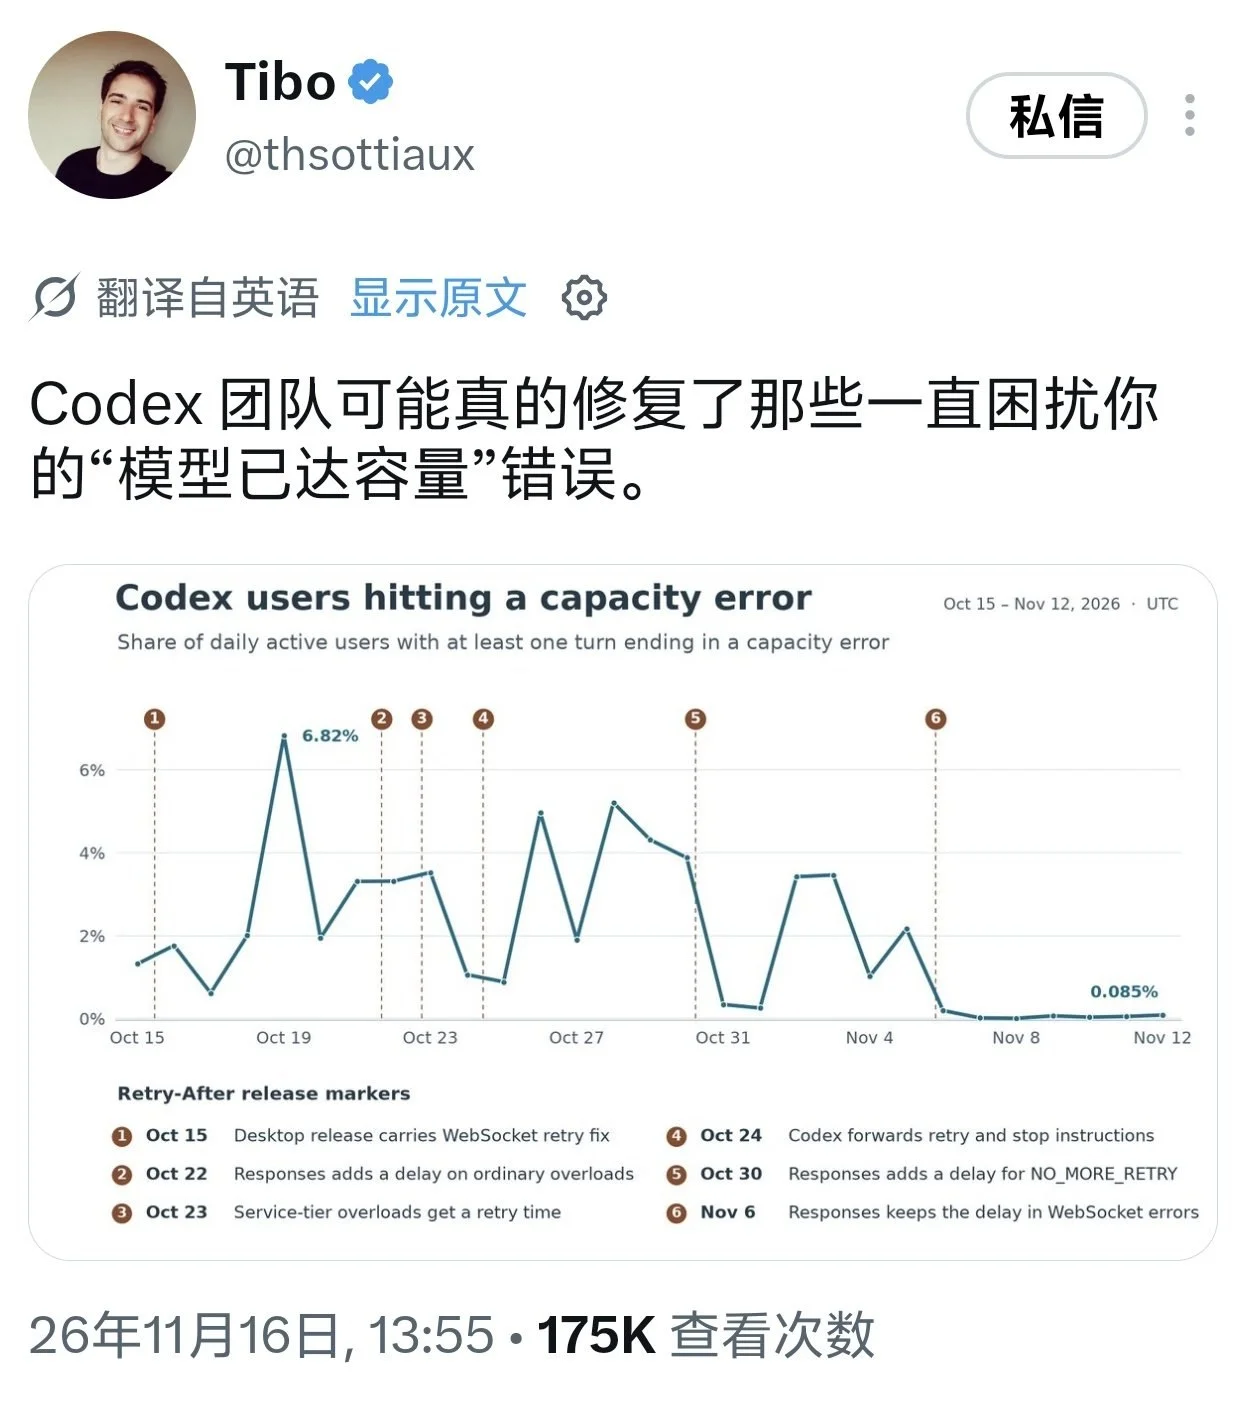 Tibo
@thsottiaux
私信
翻译自英语 显示原文
Codex 团队可能真的修复了那些一直困扰你
的“模型已达容量”错误。
Codex users hitting a capacity error
Oct 15 – Nov 12, 2026 · UTC
Share of daily active users with at least one turn ending in a capacity error
1 2 3 4 5 6
6.82%
6%
4%
2%
0.085%
0%
Oct 15 Oct 19 Oct 23 Oct 27 Oct 31 Nov 4 Nov 8 Nov 12
Retry-After release markers
1 Oct 15 Desktop release carries WebSocket retry fix
2 Oct 22 Responses adds a delay on ordinary overloads
3 Oct 23 Service-tier overloads get a retry time
4 Oct 24 Codex forwards retry and stop instructions
5 Oct 30 Responses adds a delay for NO_MORE_RETRY
6 Nov 6 Responses keeps the delay in WebSocket errors
26年11月16日, 13:55 • 175K 查看次数